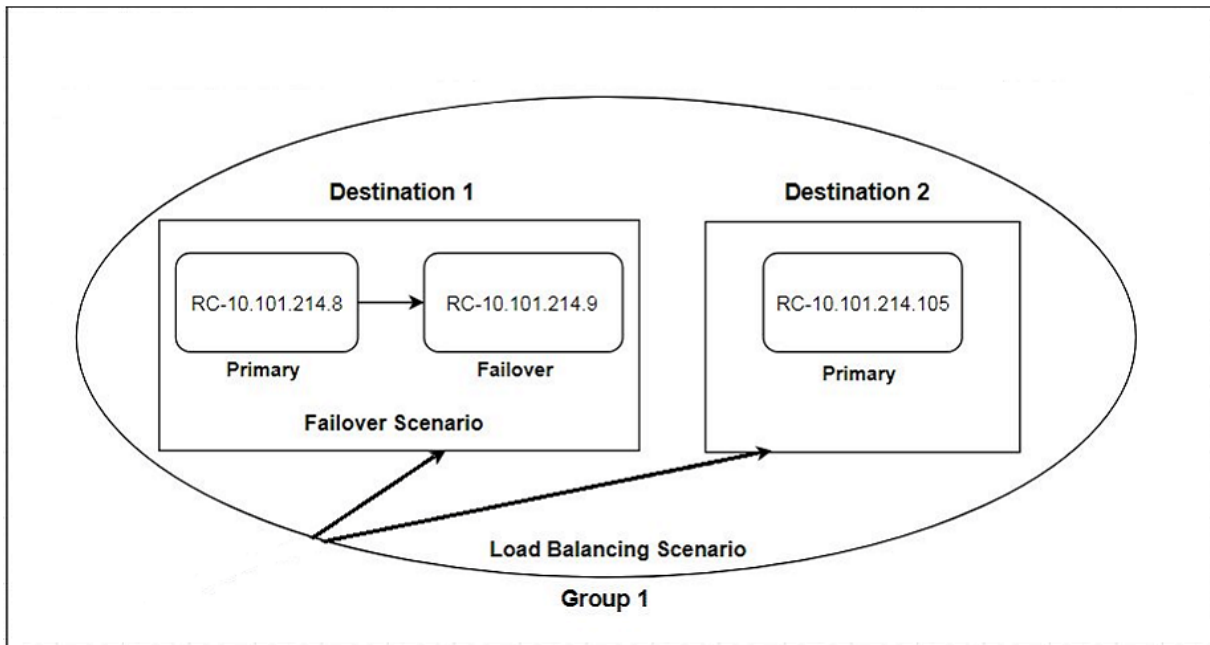 Destination 1
Destination 2
RC-10.101.214.8
RC-10.101.214.9
RC-10.101.214.105
Primary
Failover
Primary
Failover Scenario
Load Balancing Scenario
Group 1